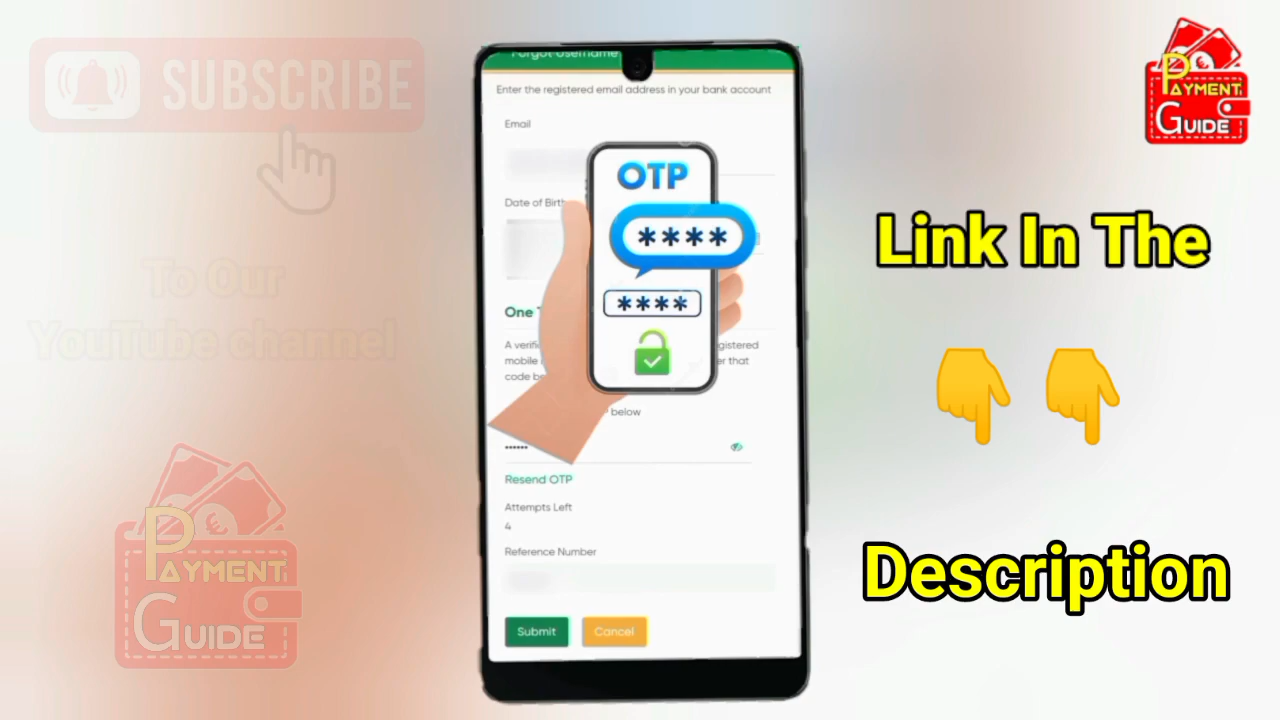 SUBSCRIBE
To Our
YouTube channel
PAYMENT
GUIDE
Forgot Username
Enter the registered email address in your bank account
Email
Date of Birth
OTP
****
****
One T
A verifi
gistered
mobile
er that
code be
below
••••••
Resend OTP
Attempts Left
4
Reference Number
Submit
Cancel
PAYMENT
GUIDE
Link In The
Description